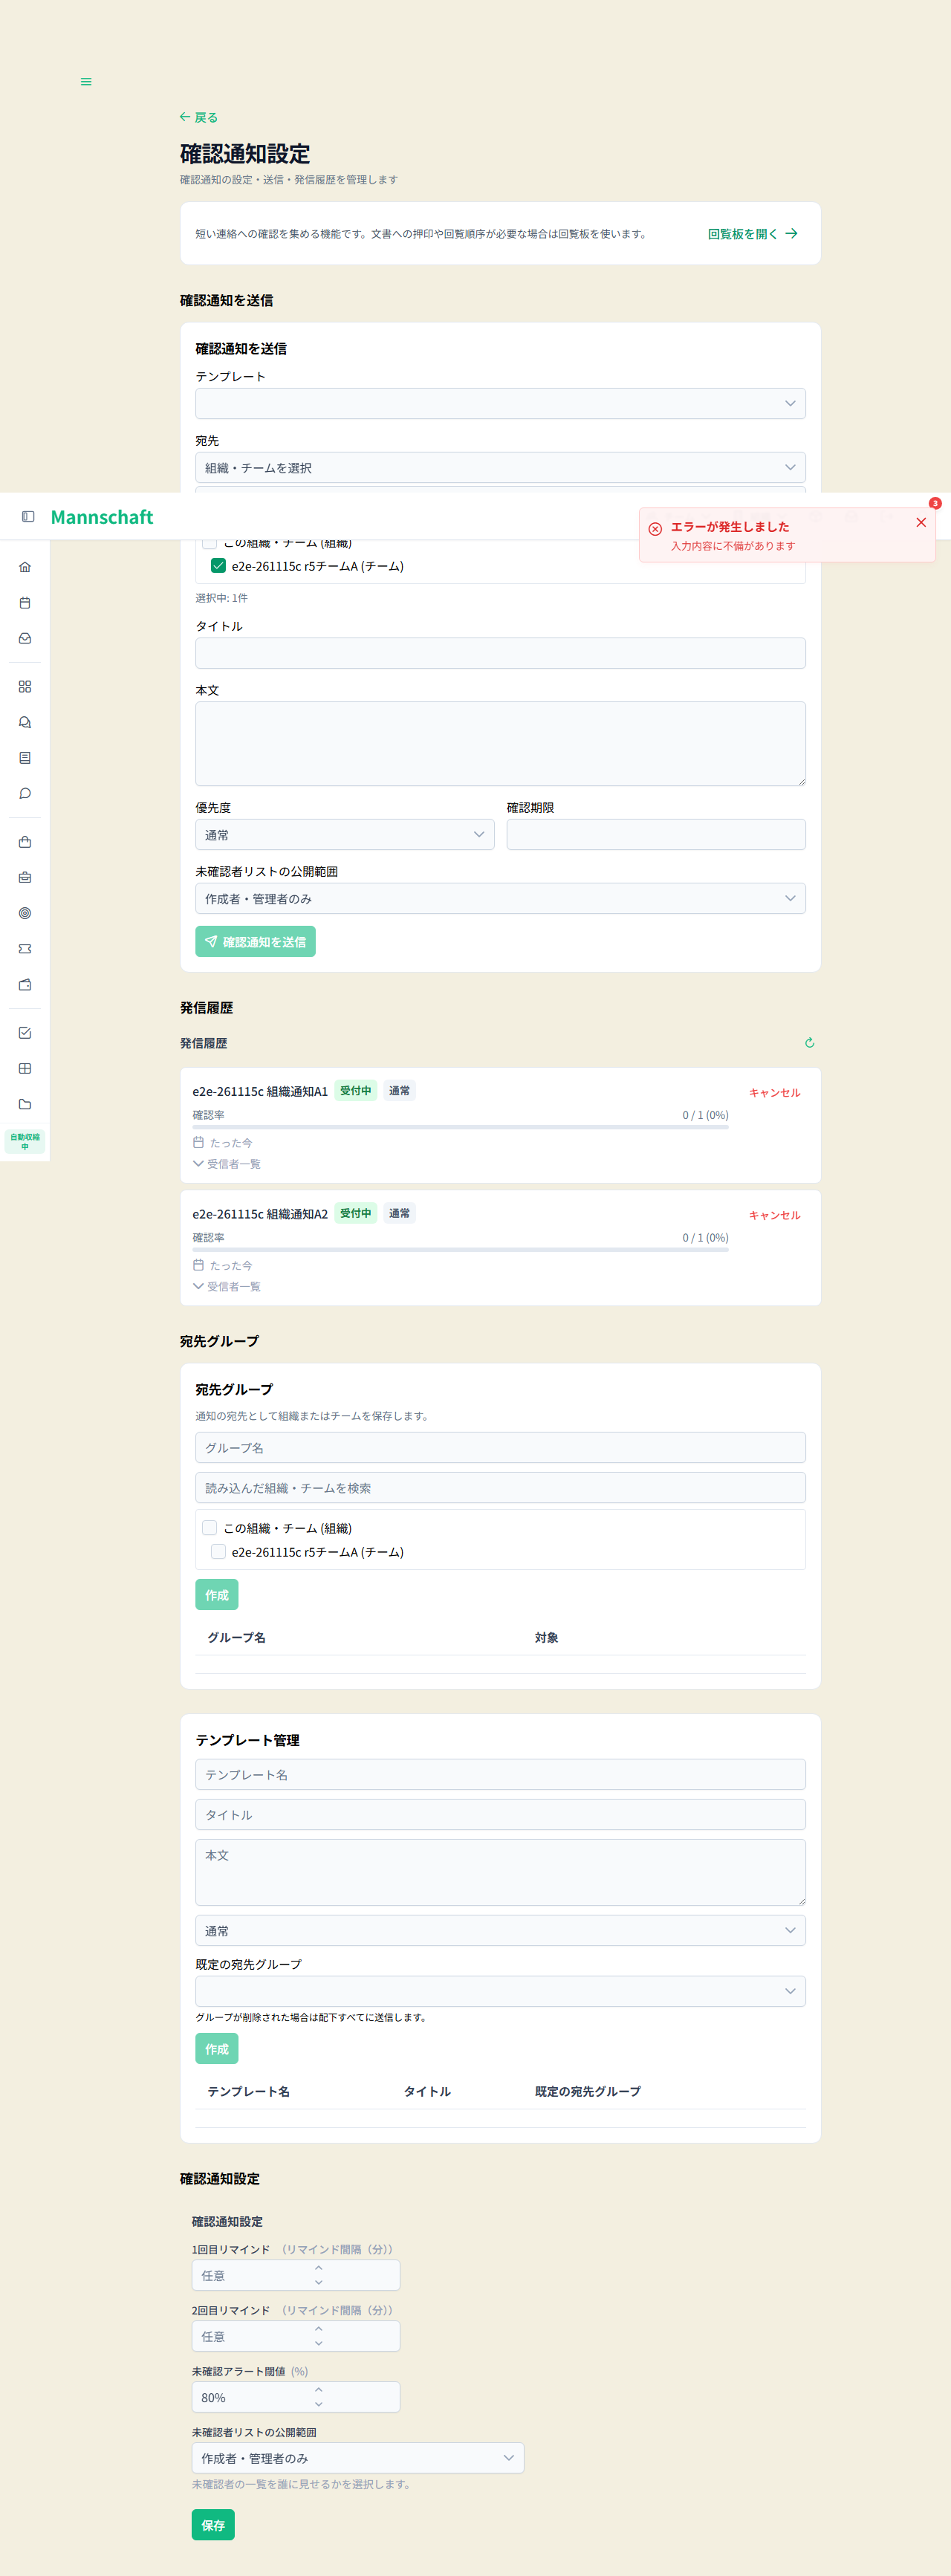 戻る
確認通知設定
確認通知の設定・送信・発信履歴を管理します
短い連絡への確認を集める機能です。文書への押印や回覧順序が必要な場合は回覧板を使います。
回覧板を開く
確認通知を送信
確認通知を送信
テンプレート
宛先
組織・チームを選択
Mannschaft
3
エラーが発生しました
入力内容に不備があります
この組織・チーム (組織)
e2e-261115c r5チームA (チーム)
選択中: 1件
タイトル
本文
優先度
確認期限
通常
未確認者リストの公開範囲
作成者・管理者のみ
確認通知を送信
発信履歴
発信履歴
e2e-261115c 組織通知A1 受付中 通常
キャンセル
確認率
0 / 1 (0%)
たった今
受信者一覧
自動収縮
中
e2e-261115c 組織通知A2 受付中 通常
キャンセル
確認率
0 / 1 (0%)
たった今
受信者一覧
宛先グループ
宛先グループ
通知の宛先として組織またはチームを保存します。
グループ名
読み込んだ組織・チームを検索
この組織・チーム (組織)
e2e-261115c r5チームA (チーム)
作成
グループ名
対象
テンプレート管理
テンプレート名
タイトル
本文
通常
既定の宛先グループ
グループが削除された場合は配下すべてに送信します。
作成
テンプレート名
タイトル
既定の宛先グループ
確認通知設定
確認通知設定
1回目リマインド （リマインド間隔（分））
任意
2回目リマインド （リマインド間隔（分））
任意
未確認アラート閾値 (%)
80%
未確認者リストの公開範囲
作成者・管理者のみ
未確認者の一覧を誰に見せるかを選択します。
保存